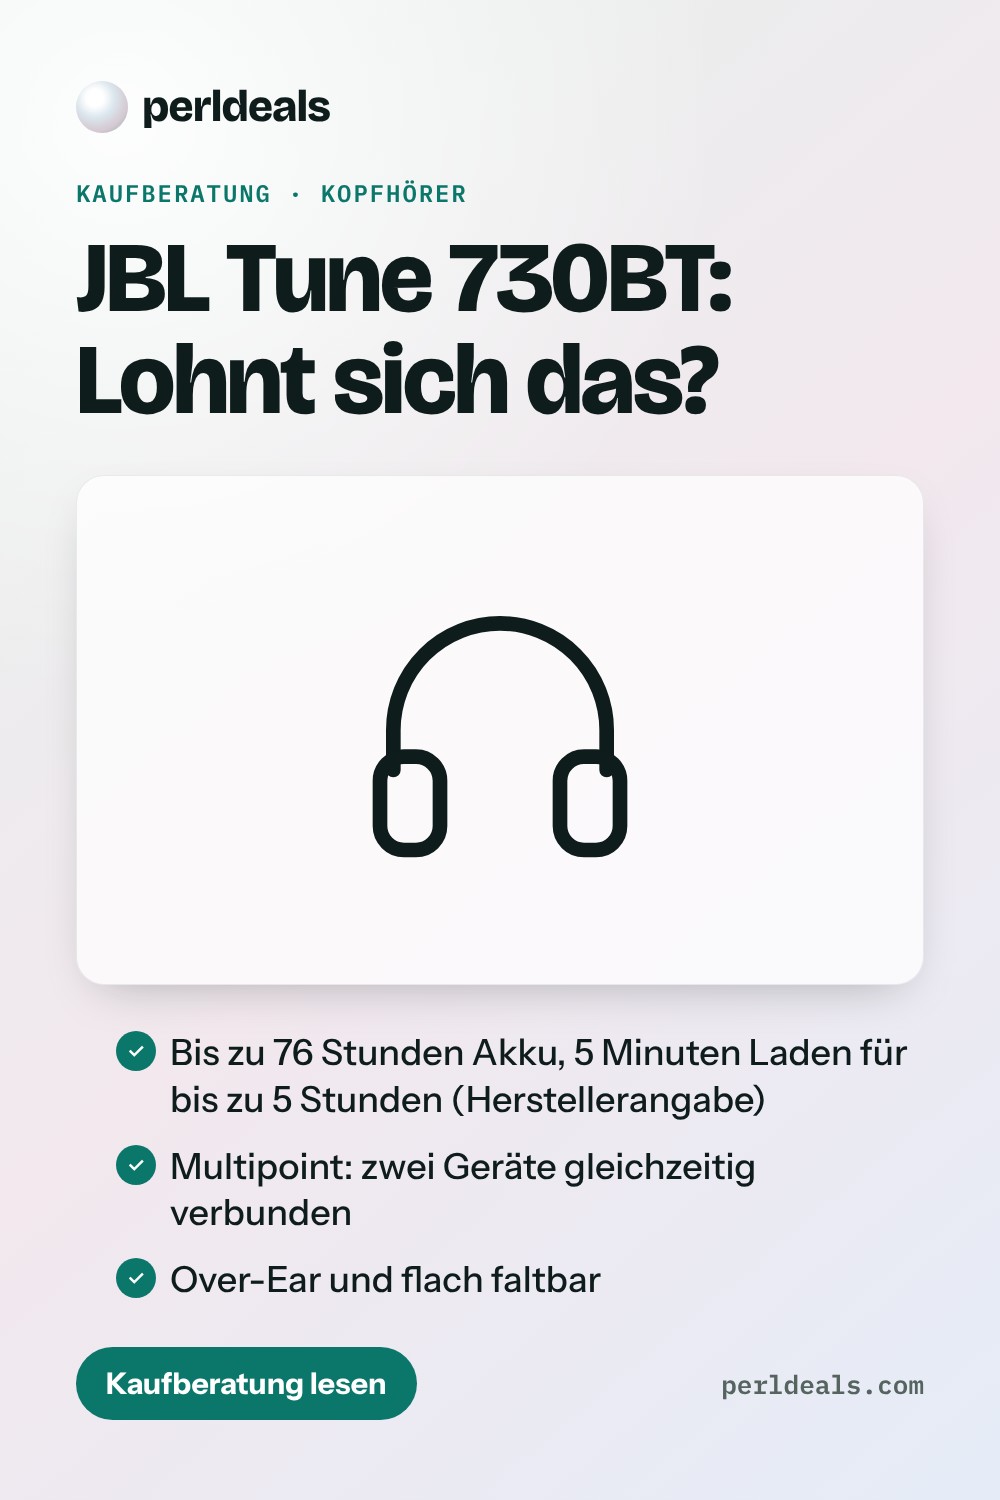 perldeals
KAUFBERATUNG · KOPFHÖRER
JBL Tune 730BT:
Lohnt sich das?
Bis zu 76 Stunden Akku, 5 Minuten Laden für
bis zu 5 Stunden (Herstellerangabe)
Multipoint: zwei Geräte gleichzeitig
verbunden
Over-Ear und flach faltbar
Kaufberatung lesen
perldeals.com